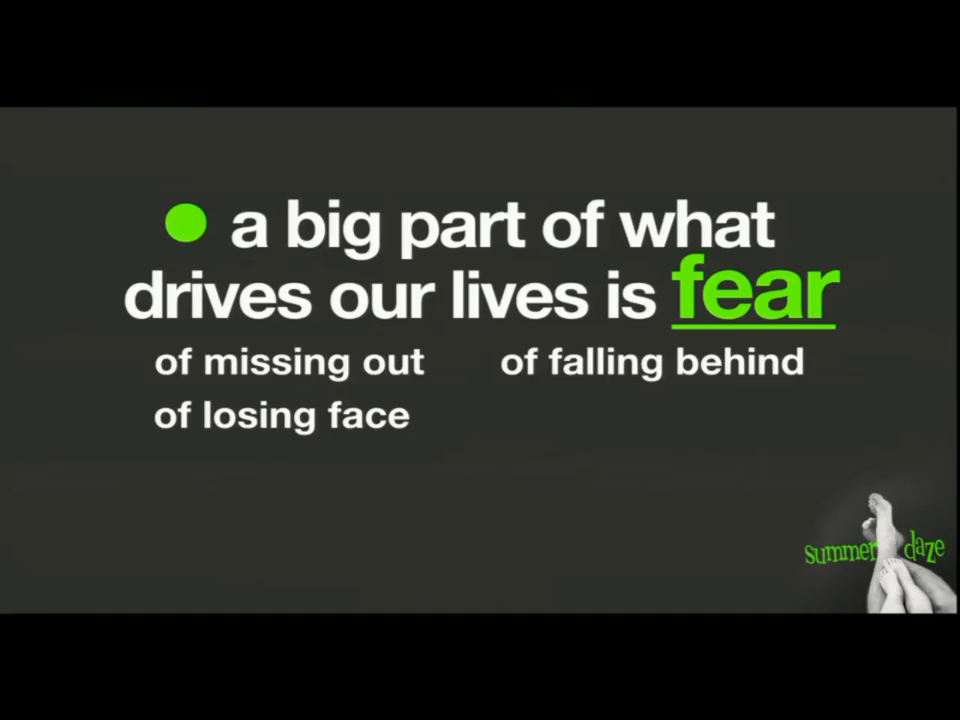 ● a big part of what
drives our lives is fear
of missing out of falling behind
of losing face
summer daze